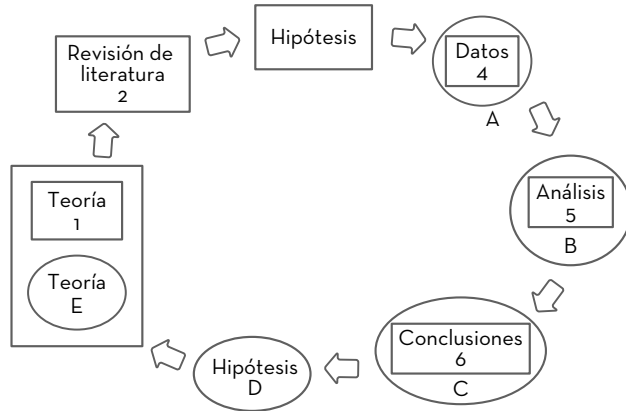 Revisión de
literatura
2
Hipótesis
Datos
4
A
Análisis
5
B
Conclusiones
6
C
Hipótesis
D
Teoría
1
Teoría
E